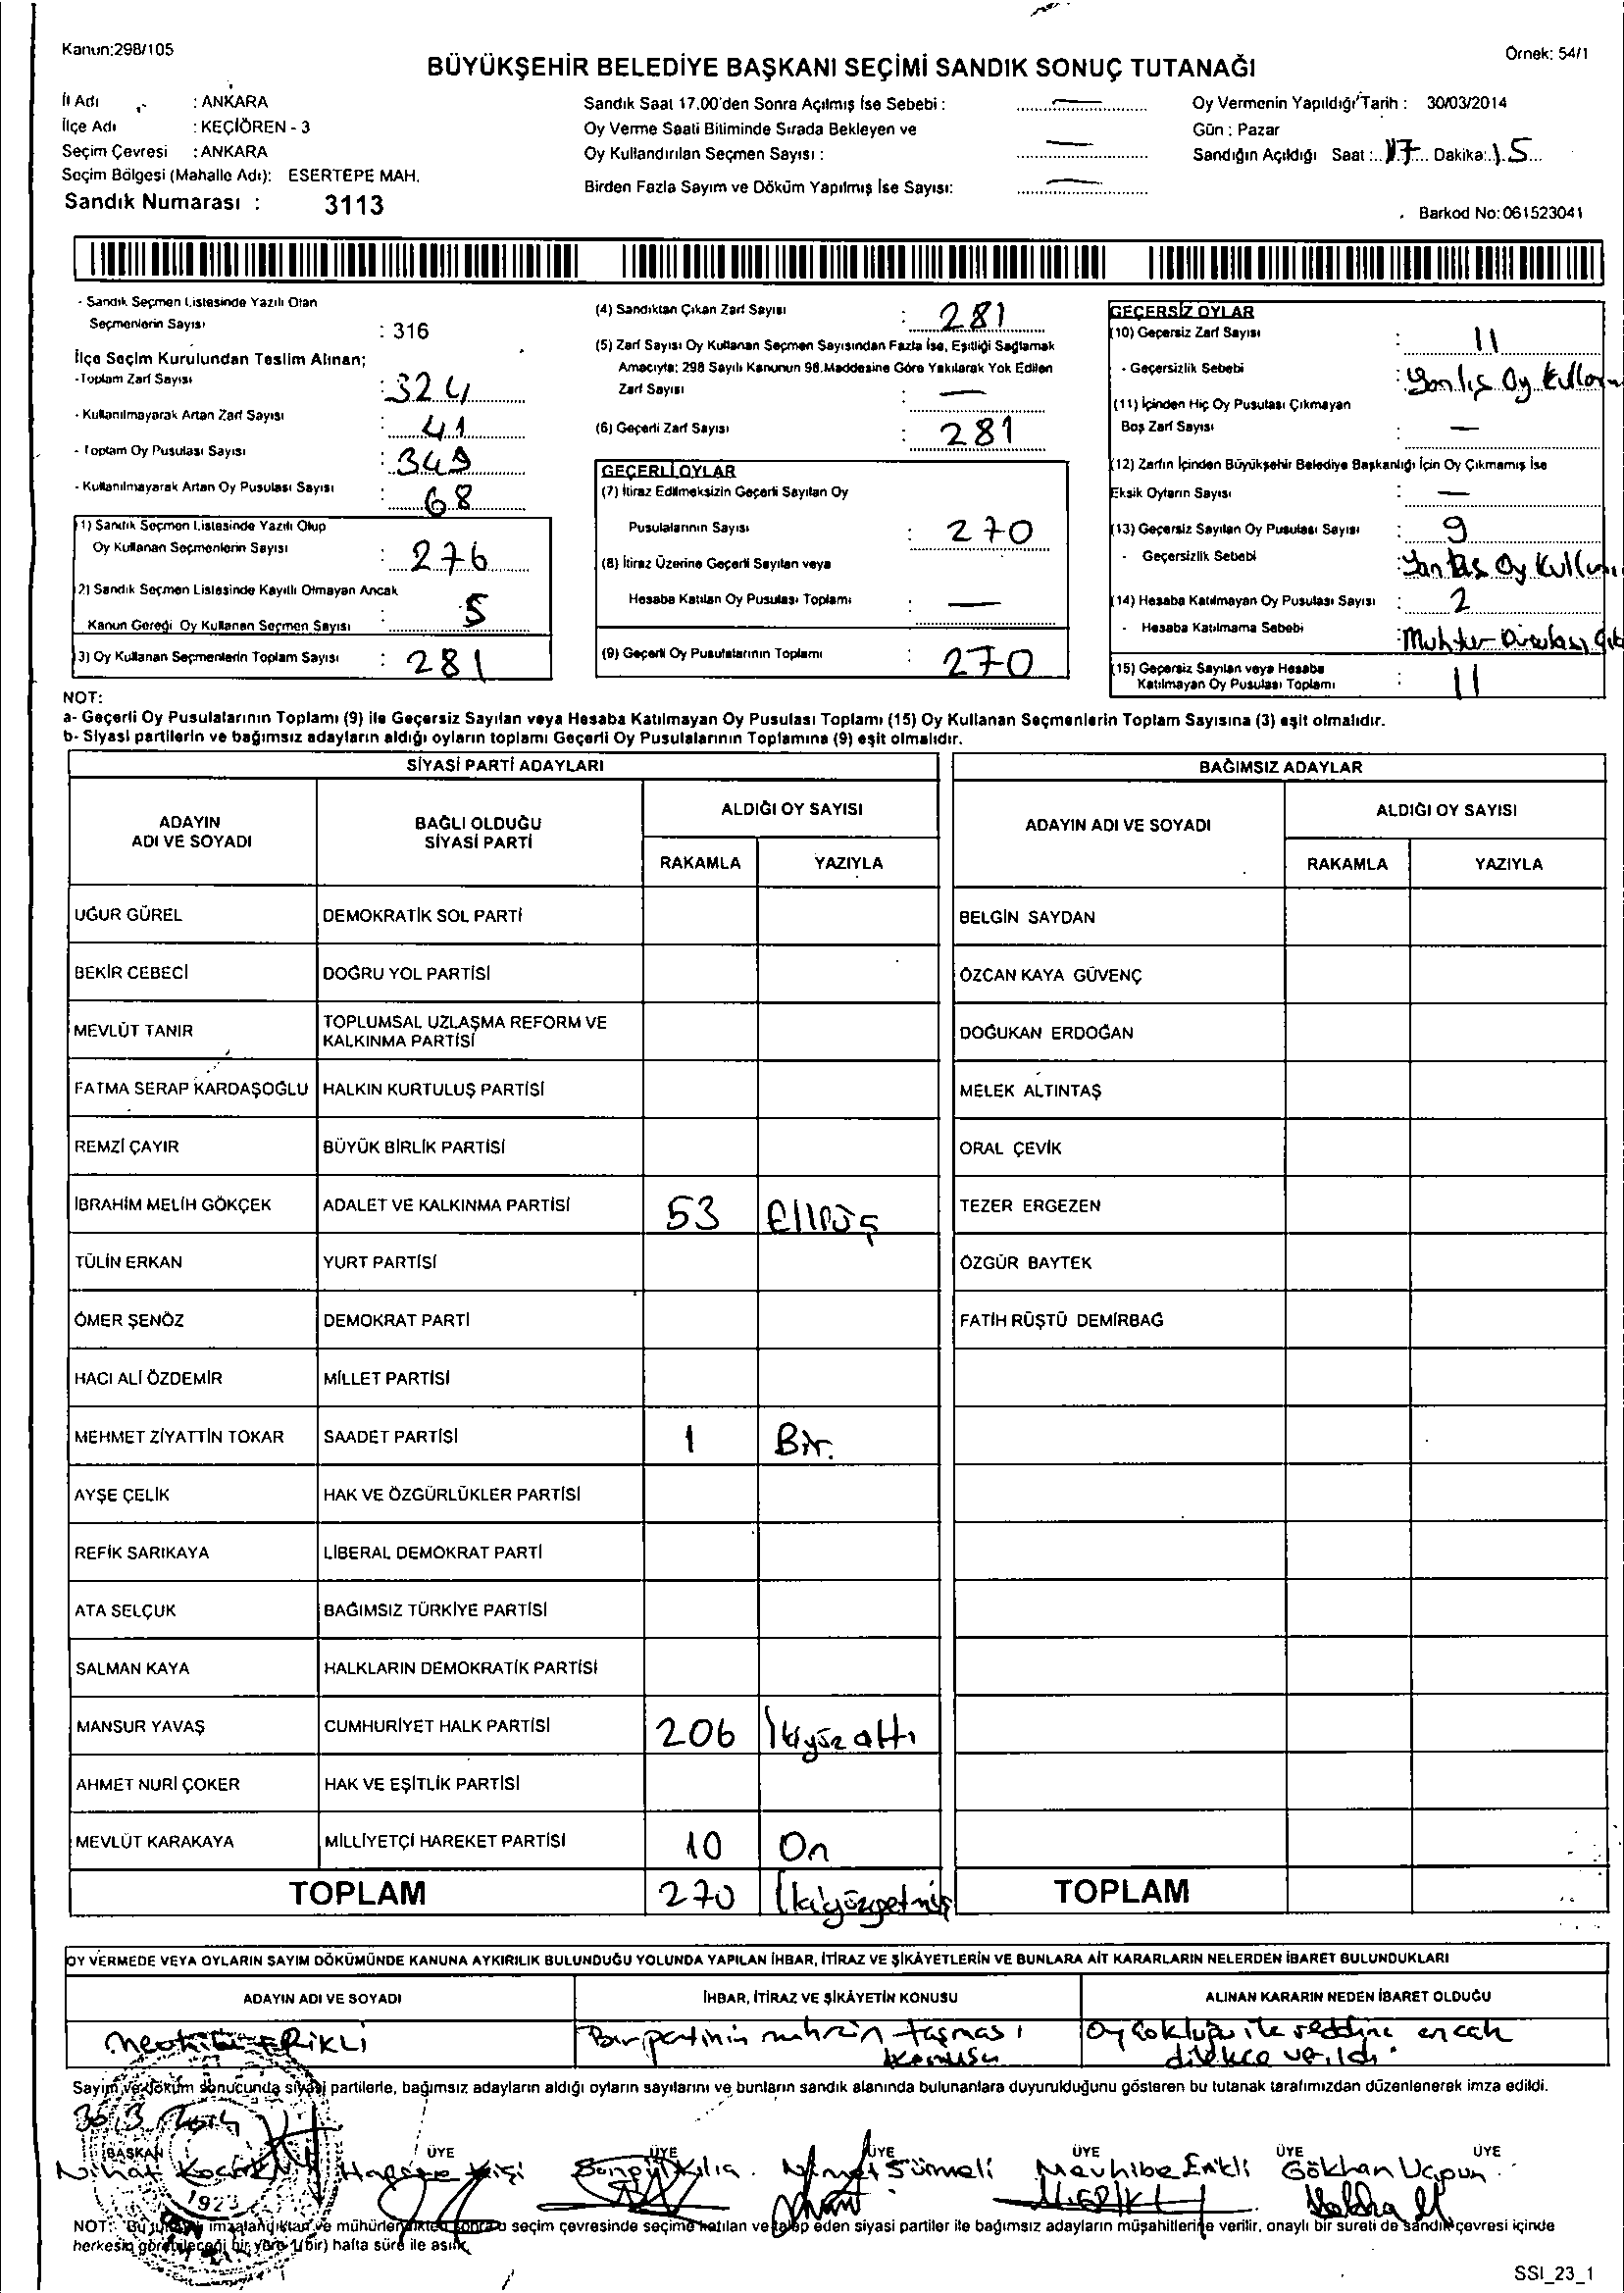 Kanun:298/105
Örnek: 54/1
BÜYÜKŞEHİR BELEDİYE BAŞKANI SEÇİMİ SANDIK SONUÇ TUTANAĞI
İl Adı : ANKARA
İlçe Adı : KEÇİÖREN - 3
Seçim Çevresi : ANKARA
Seçim Bölgesi (Mahalle Adı): ESERTEPE MAH.
Sandık Numarası : 3113
Sandık Saat 17.00'den Sonra Açılmış İse Sebebi : —
Oy Verme Saati Bitiminde Sırada Bekleyen ve
Oy Kullandırılan Seçmen Sayısı : —
Birden Fazla Sayım ve Döküm Yapılmış İse Sayısı: —
Oy Vermenin Yapıldığı Tarih : 30/03/2014
Gün : Pazar
Sandığın Açıldığı Saat : 17 Dakika: 15
Barkod No: 061523041
- Sandık Seçmen Listesinde Yazılı Olan
Seçmenlerin Sayısı : 316
İlçe Seçim Kurulundan Teslim Alınan;
-Toplam Zarf Sayısı : 324
- Kullanılmayarak Artan Zarf Sayısı : 41
- Toplam Oy Pusulası Sayısı : 349
- Kullanılmayarak Artan Oy Pusulası Sayısı : 68
(1) Sandık Seçmen Listesinde Yazılı Olup
Oy Kullanan Seçmenlerin Sayısı : 276
(2) Sandık Seçmen Listesinde Kayıtlı Olmayan Ancak
Kanun Gereği Oy Kullanan Seçmen Sayısı : 5
(3) Oy Kullanan Seçmenlerin Toplam Sayısı : 281
(4) Sandıktan Çıkan Zarf Sayısı : 281
(5) Zarf Sayısı Oy Kullanan Seçmen Sayısından Fazla İse, Eşitliği Sağlamak
Amacıyla; 298 Sayılı Kanunun 98.Maddesine Göre Yakılarak Yok Edilen
Zarf Sayısı : —
(6) Geçerli Zarf Sayısı : 281
GEÇERLİ OYLAR
(7) İtiraz Edilmeksizin Geçerli Sayılan Oy
Pusulalarının Sayısı : 270
(8) İtiraz Üzerine Geçerli Sayılan veya
Hesaba Katılan Oy Pusulası Toplamı : —
(9) Geçerli Oy Pusulalarının Toplamı : 270
GEÇERSİZ OYLAR
(10) Geçersiz Zarf Sayısı : 11
- Geçersizlik Sebebi : Yanlış Oy
(11) İçinden Hiç Oy Pusulası Çıkmayan
Boş Zarf Sayısı : —
(12) Zarfın İçinden Büyükşehir Belediye Başkanlığı İçin Oy Çıkmamış İse
Eksik Oyların Sayısı : —
(13) Geçersiz Sayılan Oy Pusulası Sayısı : 9
- Geçersizlik Sebebi : Oy
(14) Hesaba Katılmayan Oy Pusulası Sayısı : 2
- Hesaba Katılmama Sebebi : Muhtar
(15) Geçersiz Sayılan veya Hesaba
Katılmayan Oy Pusulası Toplamı : 11
NOT:
a- Geçerli Oy Pusulalarının Toplamı (9) ile Geçersiz Sayılan veya Hesaba Katılmayan Oy Pusulası Toplamı (15) Oy Kullanan Seçmenlerin Toplam Sayısına (3) eşit olmalıdır.
b- Siyasi partilerin ve bağımsız adayların aldığı oyların toplamı Geçerli Oy Pusulalarının Toplamına (9) eşit olmalıdır.
SİYASİ PARTİ ADAYLARI
ADAYIN
ADI VE SOYADI
BAĞLI OLDUĞU
SİYASİ PARTİ
ALDIĞI OY SAYISI
RAKAMLA YAZIYLA
UĞUR GÜREL DEMOKRATİK SOL PARTİ
BEKİR CEBECİ DOĞRU YOL PARTİSİ
MEVLÜT TANIR TOPLUMSAL UZLAŞMA REFORM VE
KALKINMA PARTİSİ
FATMA SERAP KARDAŞOĞLU HALKIN KURTULUŞ PARTİSİ
REMZİ ÇAYIR BÜYÜK BİRLİK PARTİSİ
İBRAHİM MELİH GÖKÇEK ADALET VE KALKINMA PARTİSİ 53
TÜLİN ERKAN YURT PARTİSİ
ÖMER ŞENÖZ DEMOKRAT PARTİ
HACI ALİ ÖZDEMİR MİLLET PARTİSİ
MEHMET ZİYATTİN TOKAR SAADET PARTİSİ 1 Bir.
AYŞE ÇELİK HAK VE ÖZGÜRLÜKLER PARTİSİ
REFİK SARIKAYA LİBERAL DEMOKRAT PARTİ
ATA SELÇUK BAĞIMSIZ TÜRKİYE PARTİSİ
SALMAN KAYA HALKLARIN DEMOKRATİK PARTİSİ
MANSUR YAVAŞ CUMHURİYET HALK PARTİSİ 206 İkiyüzaltı
AHMET NURİ ÇOKER HAK VE EŞİTLİK PARTİSİ
MEVLÜT KARAKAYA MİLLİYETÇİ HAREKET PARTİSİ 10 On
TOPLAM 270 İkiyüzyetmiş
BAĞIMSIZ ADAYLAR
ADAYIN ADI VE SOYADI
ALDIĞI OY SAYISI
RAKAMLA YAZIYLA
BELGİN SAYDAN
ÖZCAN KAYA GÜVENÇ
DOĞUKAN ERDOĞAN
MELEK ALTINTAŞ
ORAL ÇEVİK
TEZER ERGEZEN
ÖZGÜR BAYTEK
FATİH RÜŞTÜ DEMİRBAĞ
TOPLAM
OY VERMEDE VEYA OYLARIN SAYIM DÖKÜMÜNDE KANUNA AYKIRILIK BULUNDUĞU YOLUNDA YAPILAN İHBAR, İTİRAZ VE ŞİKÂYETLERİN VE BUNLARA AİT KARARLARIN NELERDEN İBARET BULUNDUKLARI
ADAYIN ADI VE SOYADI İHBAR, İTİRAZ VE ŞİKÂYETİN KONUSU ALINAN KARARIN NEDEN İBARET OLDUĞU
ERİKLİ Bir partinin mührün taşması Oy çokluğu ile reddine ancak
konusu dilekçe verildi.
Sayım ve döküm sonucunda siyasi partilerle, bağımsız adayların aldığı oyların sayılarını ve bunların sandık alanında bulunanlara duyurulduğunu gösteren bu tutanak tarafımızdan düzenlenerek imza edildi.
30/3/2014
BAŞKAN ÜYE ÜYE ÜYE ÜYE ÜYE ÜYE
Nihat Kılıç Sümeli Mevhibe Erikli Gökhan
1923
NOT: Bu tutanak imzalandıktan ve mühürlendikten sonra o seçim çevresinde seçime katılan ve talep eden siyasi partiler ile bağımsız adayların müşahitlerine verilir, onaylı bir sureti de sandık çevresi içinde
herkesin görebileceği bir yere 1(bir) hafta süre ile asılır.
SSI_23_1